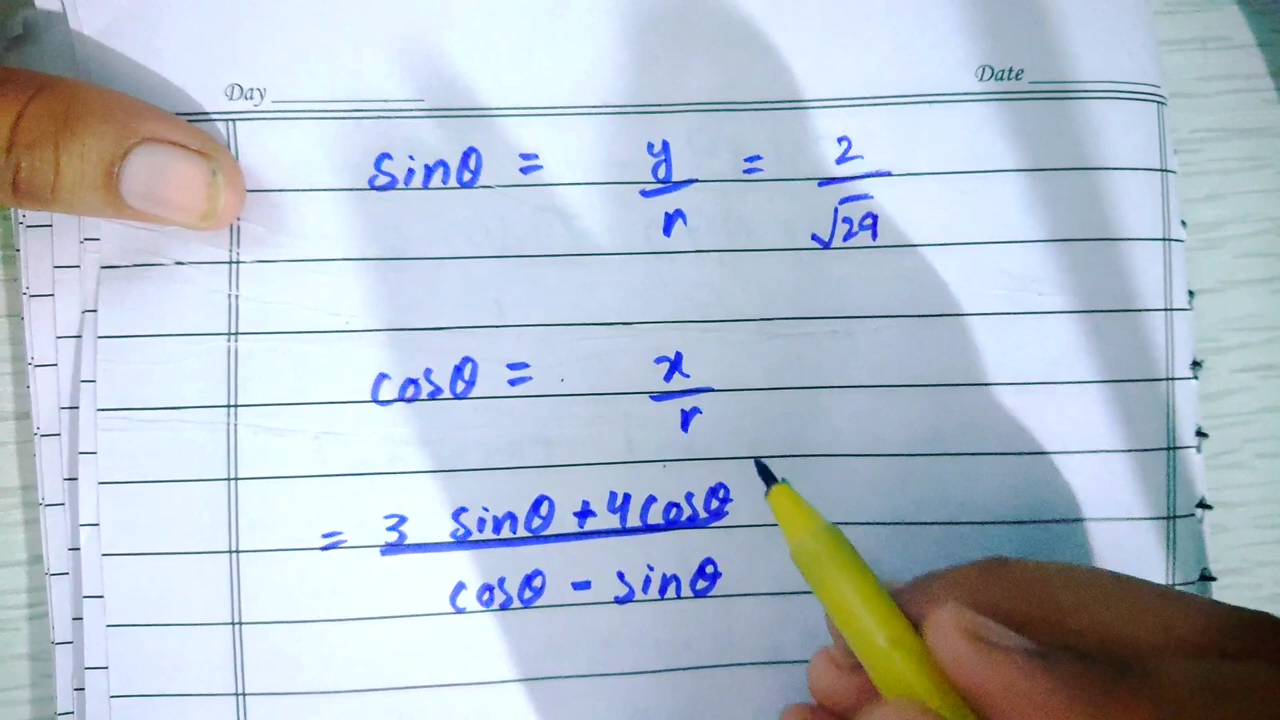 Day Date
sinθ = y/r = 2/√29
cosθ = x/r
= 3 sinθ + 4cosθ
cosθ - sinθ